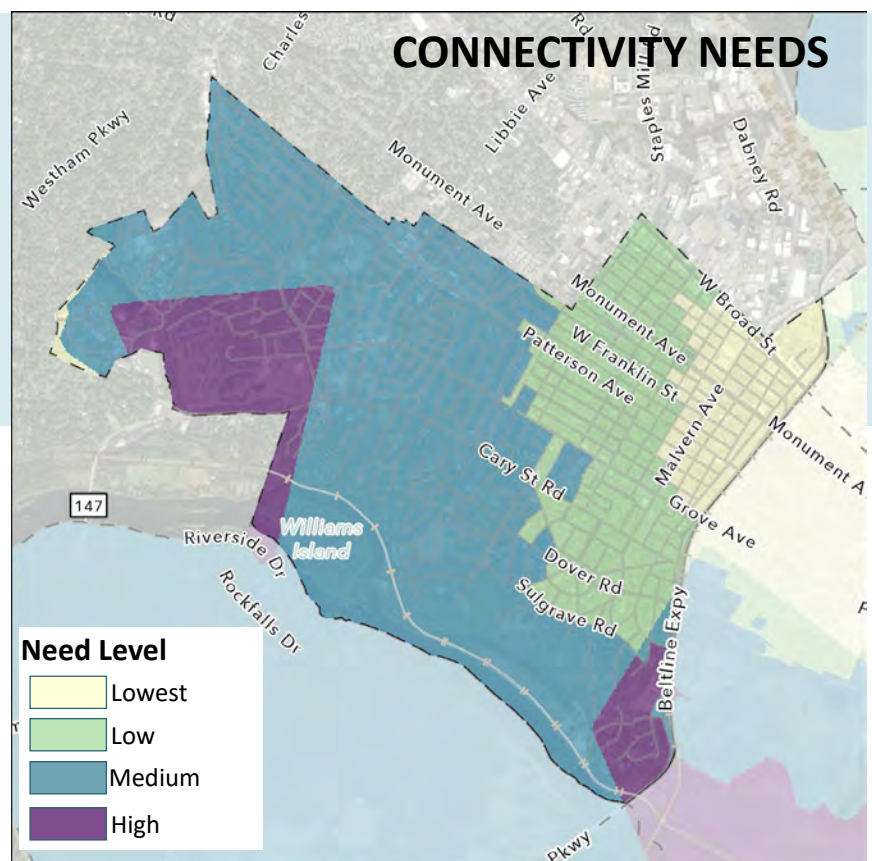 CONNECTIVITY NEEDS
Charles
Rd
Westham Pkwy
Libbie Ave
Staples Mill Rd
Dabney Rd
Monument Ave
W Broad St
Monument Ave
W Franklin St
Patterson Ave
Malvern Ave
Monument A
Cary St Rd
Grove Ave
147
Williams
Island
Riverside Dr
Rockfalls Dr
Dover Rd
Sulgrave Rd
Beltline Expy
Pkwy
Need Level
Lowest
Low
Medium
High